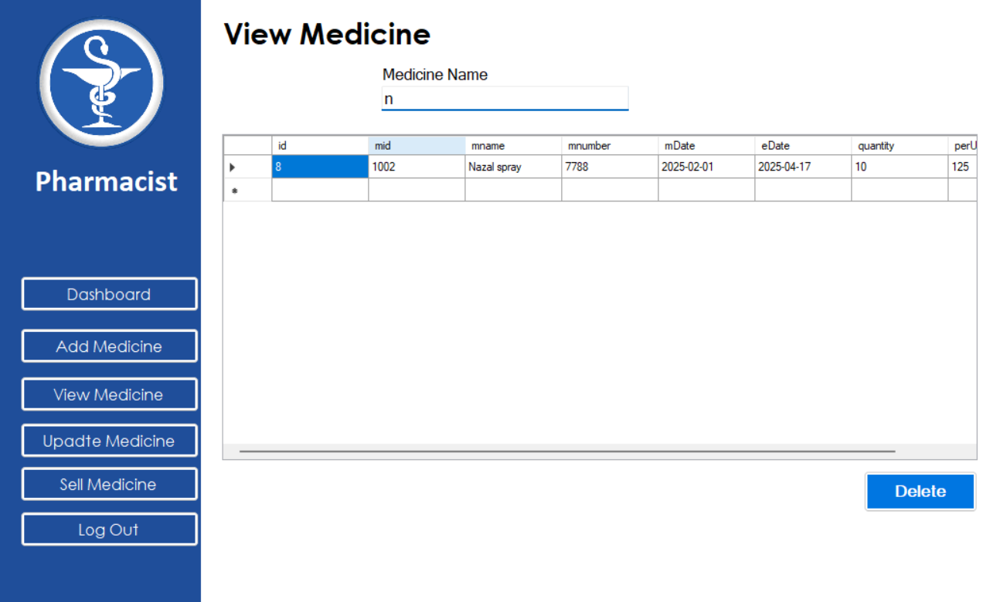 View Medicine
Medicine Name
n
Pharmacist
id mid mname mnumber mDate eDate quantity perU
8 1002 Nazal spray 7788 2025-02-01 2025-04-17 10 125
Dashboard
Add Medicine
View Medicine
Upadte Medicine
Sell Medicine
Log Out
Delete